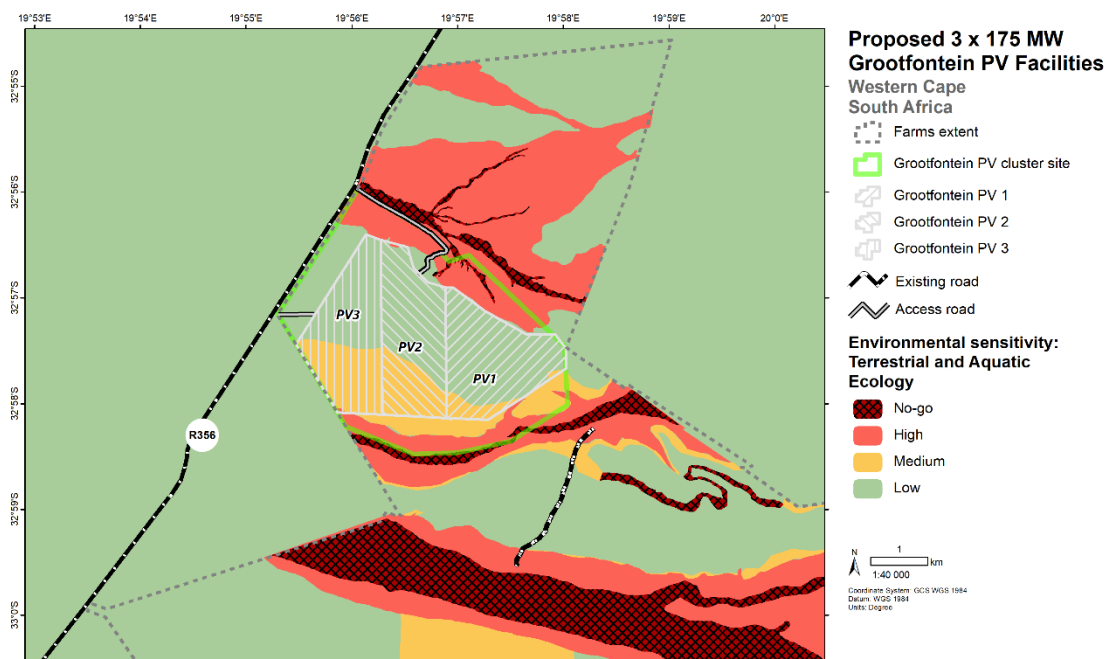 19°53'E
19°54'E
19°55'E
19°56'E
19°57'E
19°58'E
19°59'E
20°0'E
32°55'S
32°56'S
32°57'S
32°58'S
32°59'S
33°0'S
PV3
PV2
PV1
R356
Proposed 3 x 175 MW
Grootfontein PV Facilities
Western Cape
South Africa
Farms extent
Grootfontein PV cluster site
Grootfontein PV 1
Grootfontein PV 2
Grootfontein PV 3
Existing road
Access road
Environmental sensitivity:
Terrestrial and Aquatic
Ecology
No-go
High
Medium
Low
N
1
km
1:40 000
Coordinate System: GCS WGS 1984
Datum: WGS 1984
Units: Degree